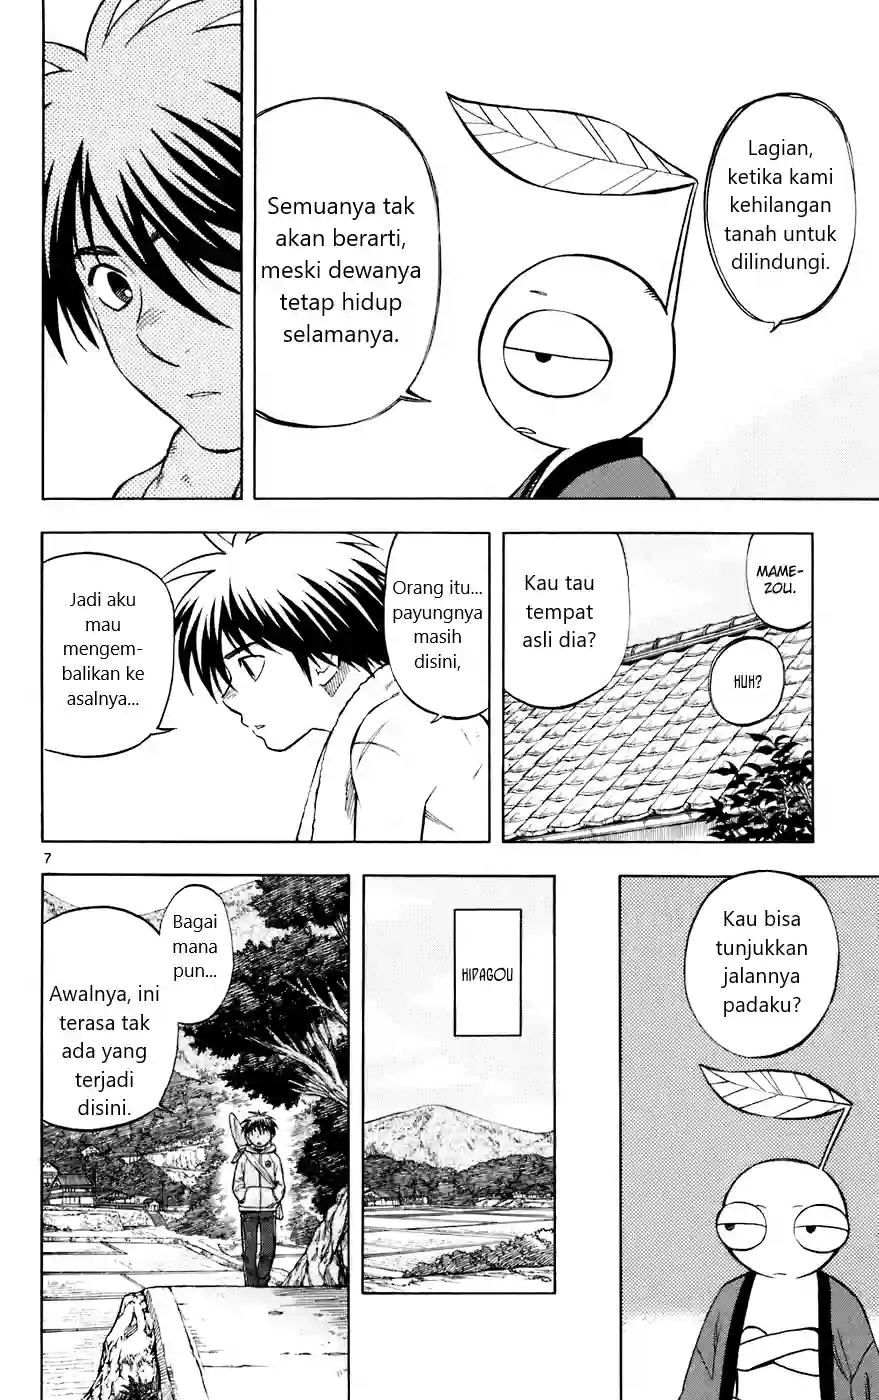 Lagian,
ketika kami
kehilangan
tanah untuk
dilindungi.
Semuanya tak
akan berarti,
meski dewanya
tetap hidup
selamanya.
MAME-
ZOU.
HUH?
Kau tau
tempat
asli dia?
Orang itu...
payungnya
masih
disini,
Jadi aku
mau
mengem-
balikan ke
asalnya...
7
Kau bisa
tunjukkan
jalannya
padaku?
HIDAGOU
Bagai
mana
pun...
Awalnya, ini
terasa tak
ada yang
terjadi
disini.